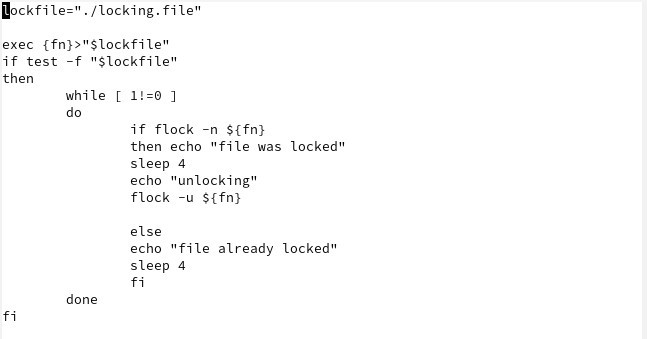 lockfile="./locking.file"

exec {fn}>"$lockfile"
if test -f "$lockfile"
then
        while [ 1!=0 ]
        do
                if flock -n ${fn}
                then echo "file was locked"
                sleep 4
                echo "unlocking"
                flock -u ${fn}

                else
                echo "file already locked"
                sleep 4
                fi
        done
fi